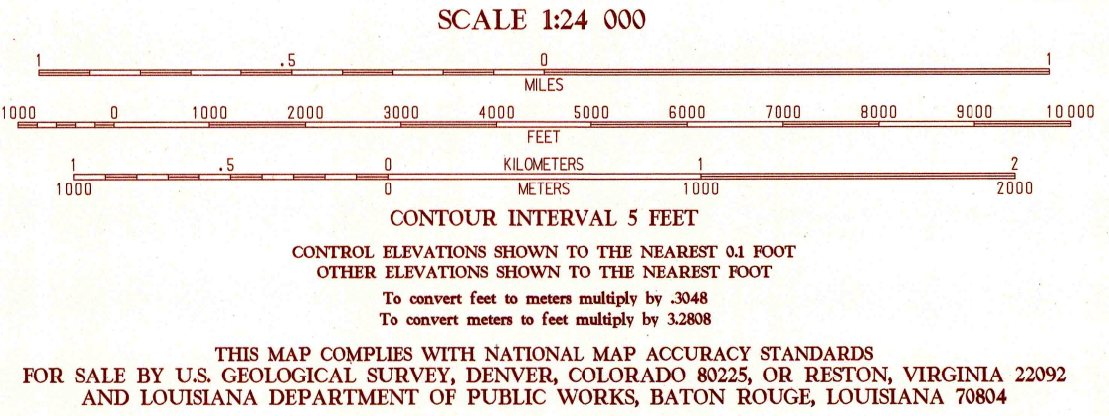 SCALE 1:24 000
1 .5 0 1
MILES
1000 0 1000 2000 3000 4000 5000 6000 7000 8000 9000 10 000
FEET
1 .5 0 KILOMETERS 1 2
1000 0 METERS 1000 2000
CONTOUR INTERVAL 5 FEET
CONTROL ELEVATIONS SHOWN TO THE NEAREST 0.1 FOOT
OTHER ELEVATIONS SHOWN TO THE NEAREST FOOT
To convert feet to meters multiply by .3048
To convert meters to feet multiply by 3.2808
THIS MAP COMPLIES WITH NATIONAL MAP ACCURACY STANDARDS
FOR SALE BY U.S. GEOLOGICAL SURVEY, DENVER, COLORADO 80225, OR RESTON, VIRGINIA 22092
AND LOUISIANA DEPARTMENT OF PUBLIC WORKS, BATON ROUGE, LOUISIANA 70804